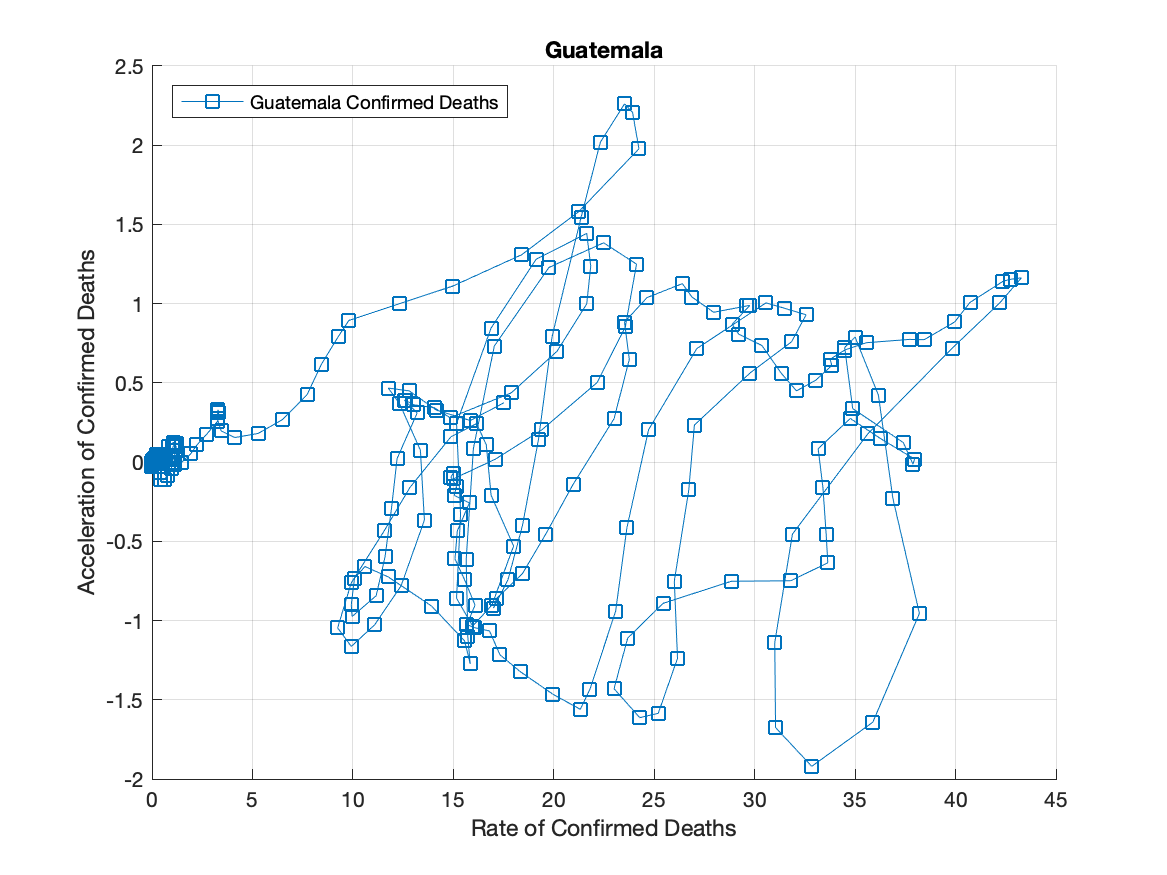 Guatemala
Guatemala Confirmed Deaths
2.5
2
1.5
1
0.5
0
-0.5
-1
-1.5
-2
Acceleration of Confirmed Deaths
0 5 10 15 20 25 30 35 40 45
Rate of Confirmed Deaths